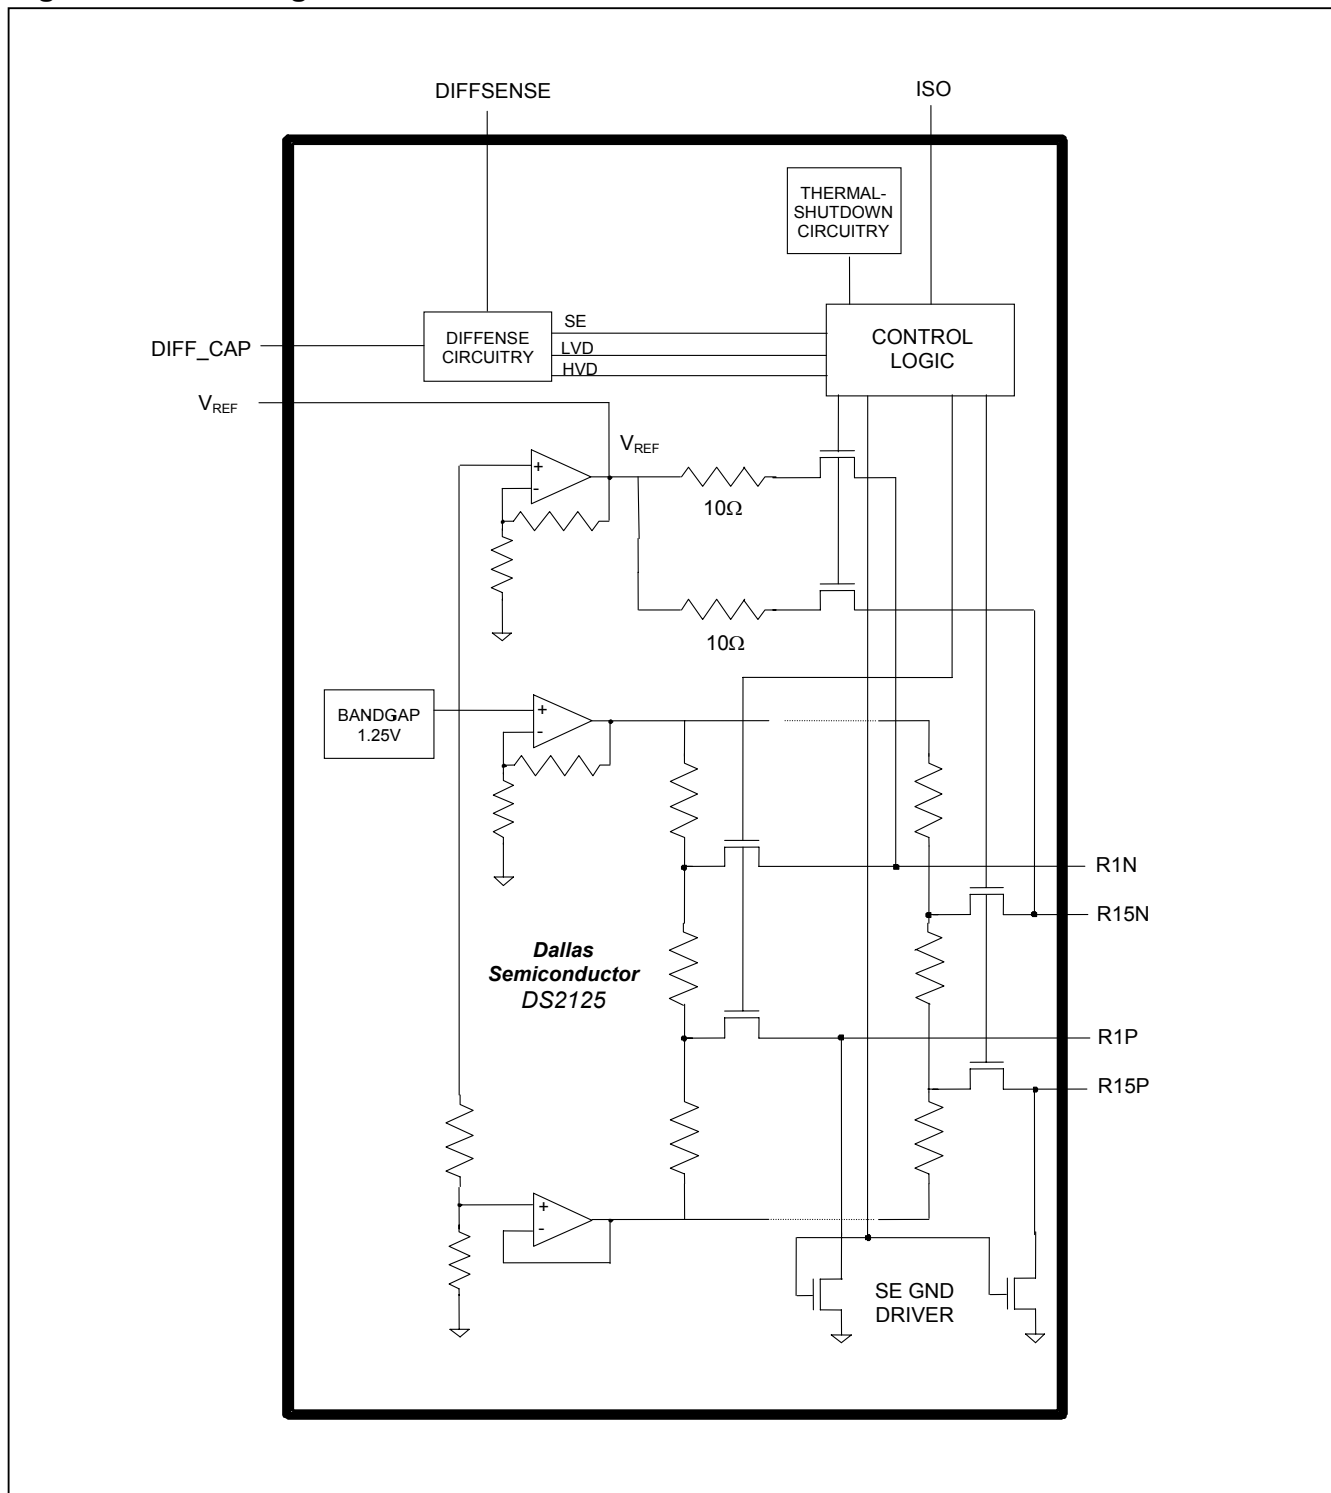 DIFFSENSE
ISO
THERMAL-
SHUTDOWN
CIRCUITRY
DIFF_CAP
DIFFENSE
CIRCUITRY
SE
LVD
HVD
CONTROL
LOGIC
VREF
VREF
+
-
10Ω
10Ω
BANDGAP
1.25V
+
-
R1N
R15N
Dallas
Semiconductor
DS2125
R1P
R15P
+
-
SE GND
DRIVER